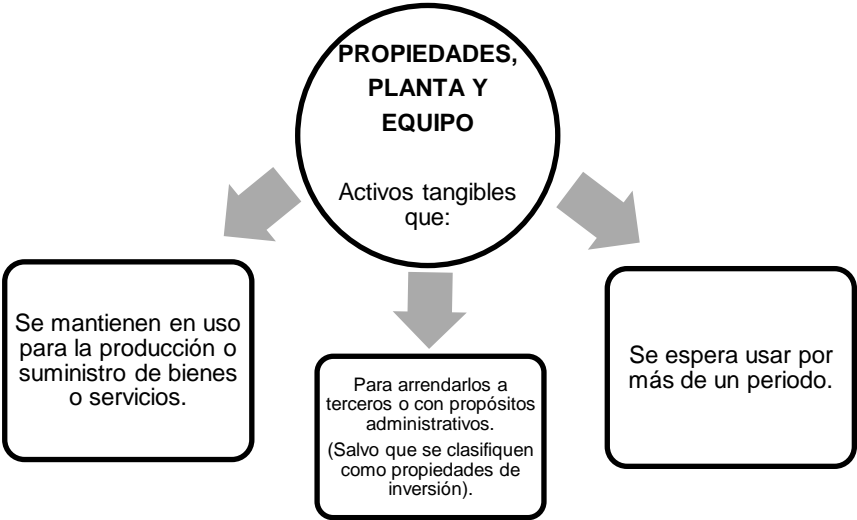 PROPIEDADES,
PLANTA Y
EQUIPO
Activos tangibles
que:
Se mantienen en uso
para la producción o
suministro de bienes
o servicios.
Para arrendarlos a
terceros o con propósitos
administrativos.
(Salvo que se clasifiquen
como propiedades de
inversión).
Se espera usar por
más de un periodo.